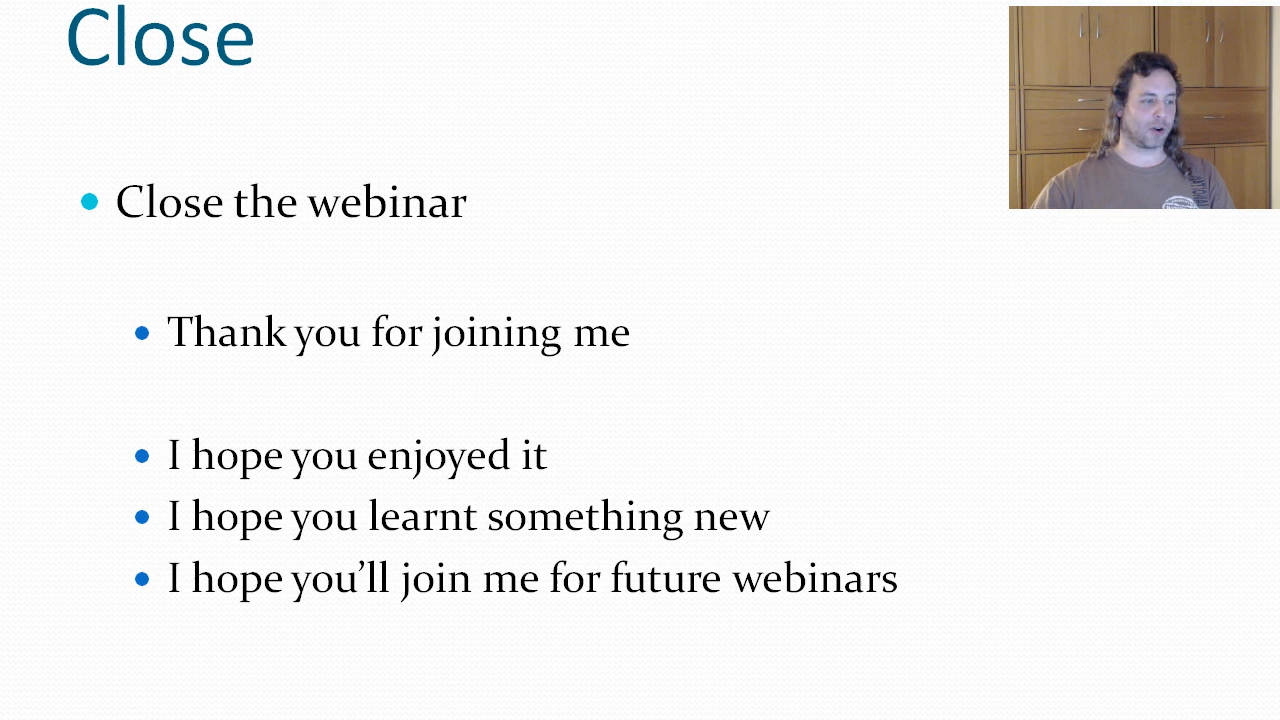 Close
Close the webinar
Thank you for joining me
I hope you enjoyed it
I hope you learnt something new
I hope you’ll join me for future webinars